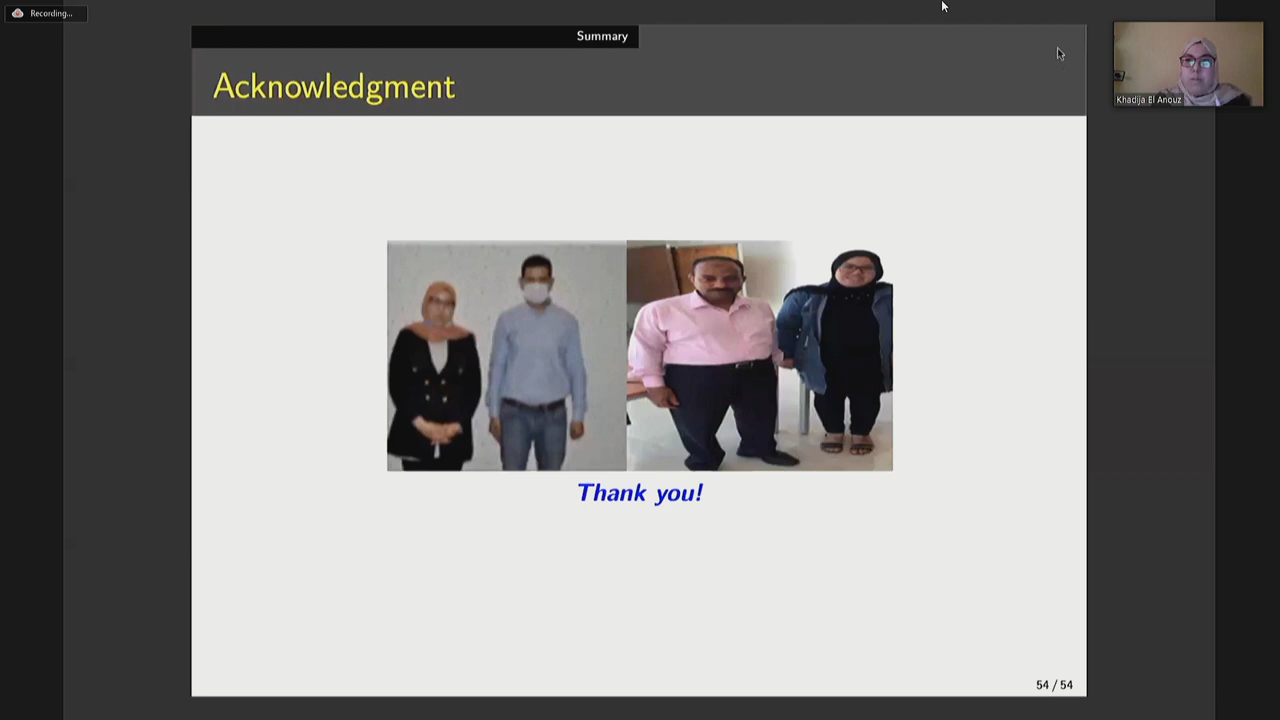 Recording...
Summary
Acknowledgment
Khadija El Anouz
Thank you!
54 / 54